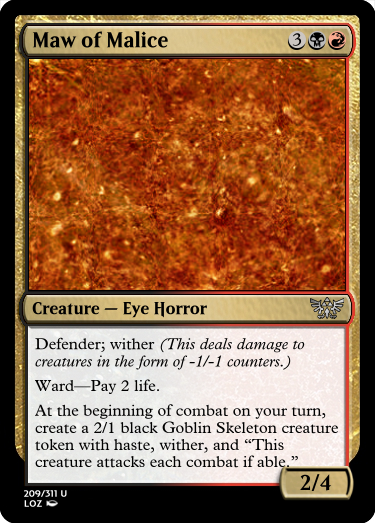 Maw of Malice 3
Creature — Eye Horror
Defender; wither (This deals damage to
creatures in the form of -1/-1 counters.)
Ward—Pay 2 life.
At the beginning of combat on your turn,
create a 2/1 black Goblin Skeleton creature
token with haste, wither, and “This
creature attacks each combat if able.”
2/4
209/311 U
LOZ